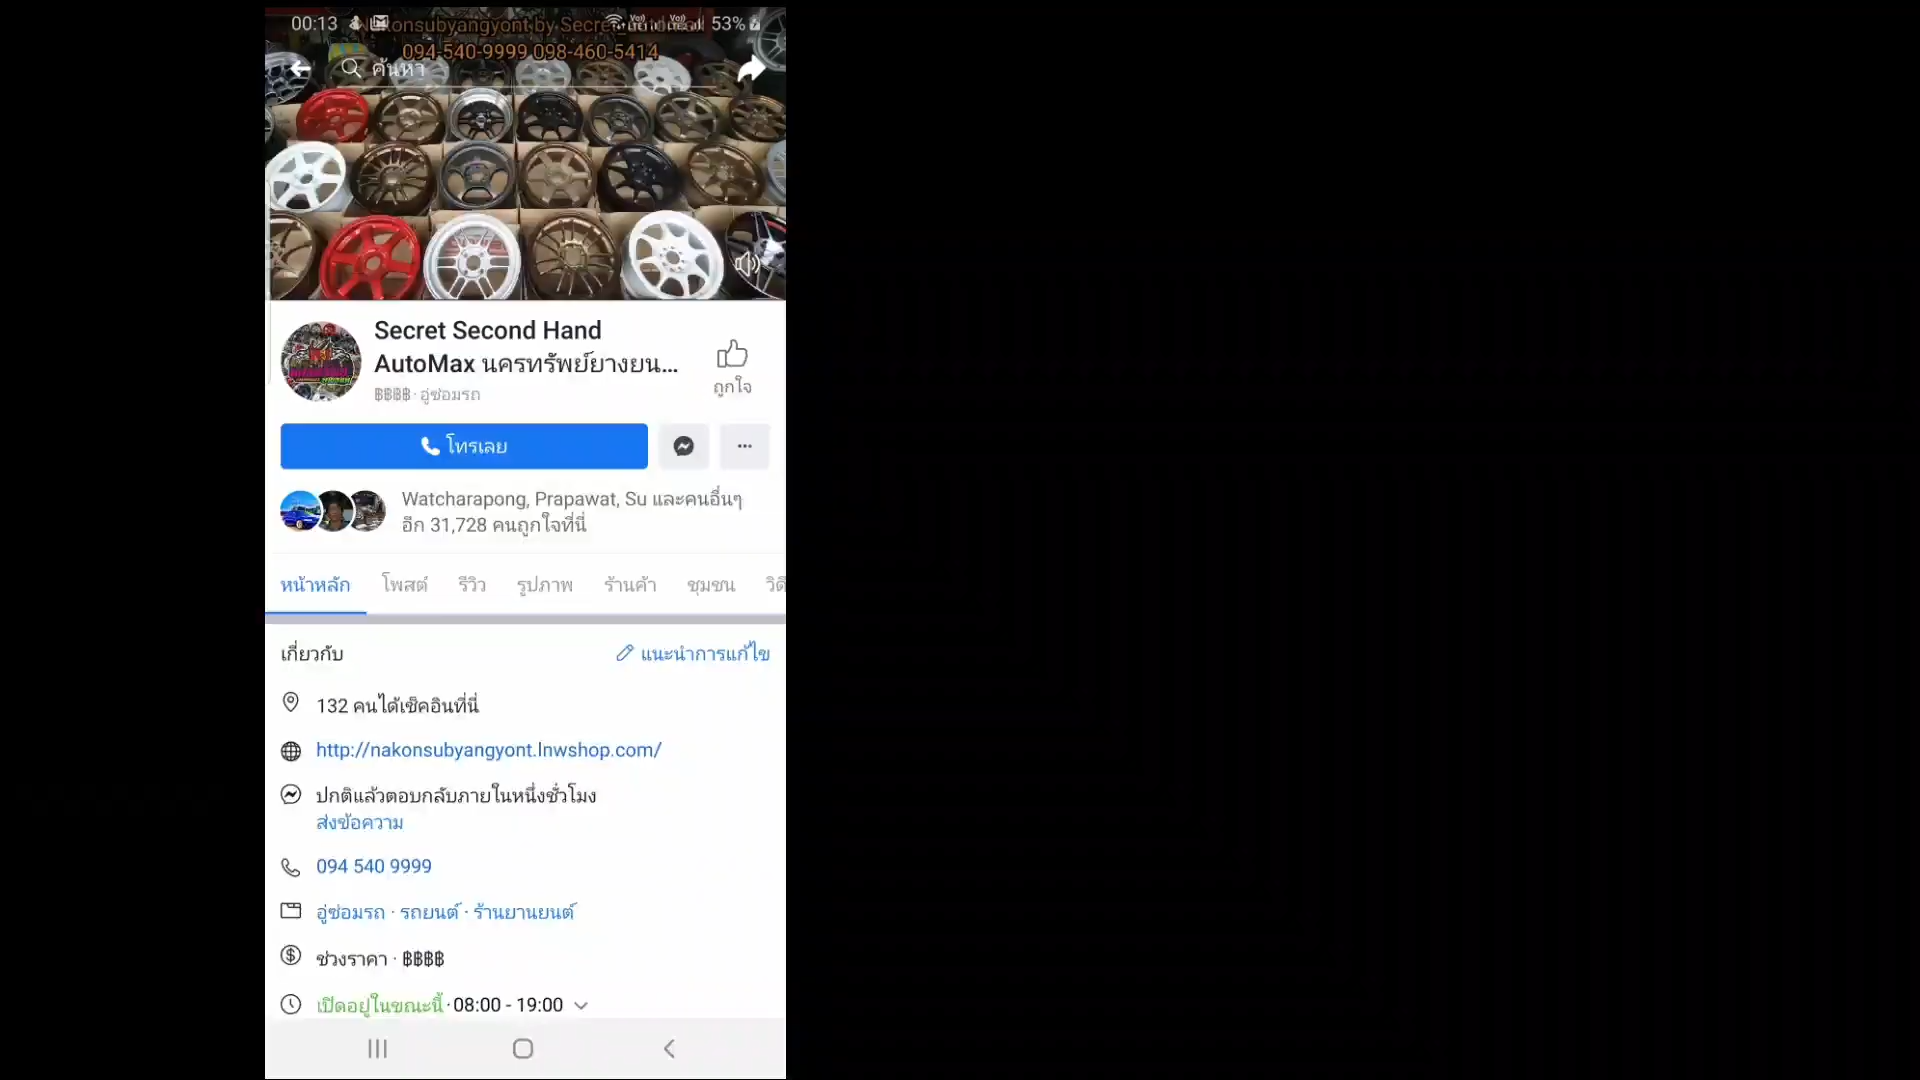 00:13
53%
Nakonsubyangyont by Secret
094-540-9999 098-460-5414
ค้นหา
Secret Second Hand
AutoMax นครทรัพย์ยางยน...
฿฿฿฿ · อู่ซ่อมรถ
ถูกใจ
โทรเลย
Watcharapong, Prapawat, Su และคนอื่นๆ
อีก 31,728 คนถูกใจที่นี่
หน้าหลัก โพสต์ รีวิว รูปภาพ ร้านค้า ชุมชน วิดี
เกี่ยวกับ
แนะนำการแก้ไข
132 คนได้เช็คอินที่นี่
http://nakonsubyangyont.lnwshop.com/
ปกติแล้วตอบกลับภายในหนึ่งชั่วโมง
ส่งข้อความ
094 540 9999
อู่ซ่อมรถ · รถยนต์ · ร้านยานยนต์
ช่วงราคา · ฿฿฿฿
เปิดอยู่ในขณะนี้ · 08:00 - 19:00